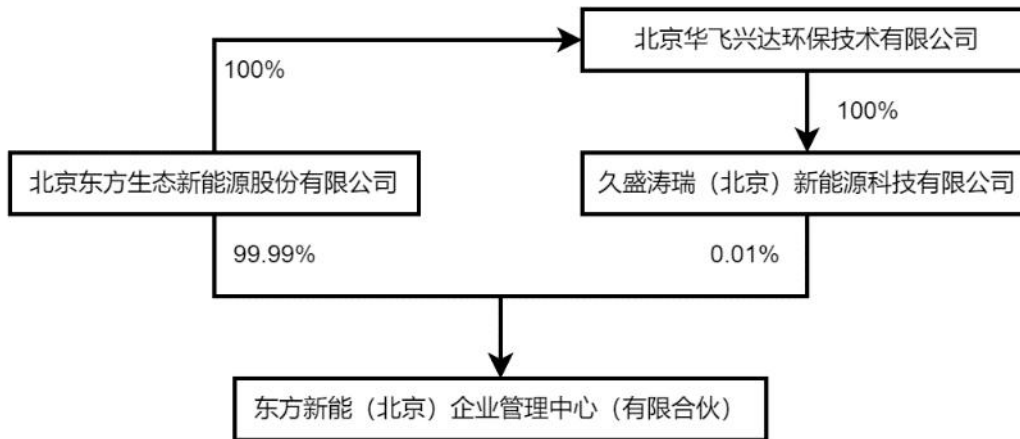 北京华飞兴达环保技术有限公司
100%
100%
北京东方生态新能源股份有限公司
久盛涛瑞（北京）新能源科技有限公司
99.99%
0.01%
东方新能（北京）企业管理中心（有限合伙）